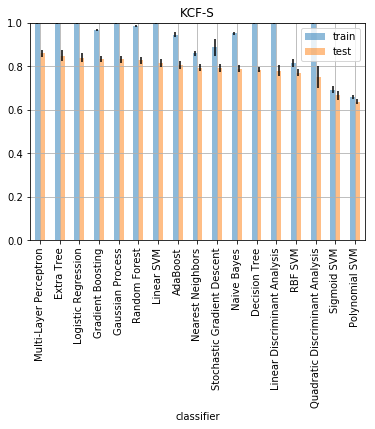 KCF-S
1.0
0.8
0.6
0.4
0.2
0.0
train
test
Multi-Layer Perceptron
Extra Tree
Logistic Regression
Gradient Boosting
Gaussian Process
Random Forest
Linear SVM
AdaBoost
Nearest Neighbors
Stochastic Gradient Descent
Naive Bayes
Decision Tree
Linear Discriminant Analysis
RBF SVM
Quadratic Discriminant Analysis
Sigmoid SVM
Polynomial SVM
classifier